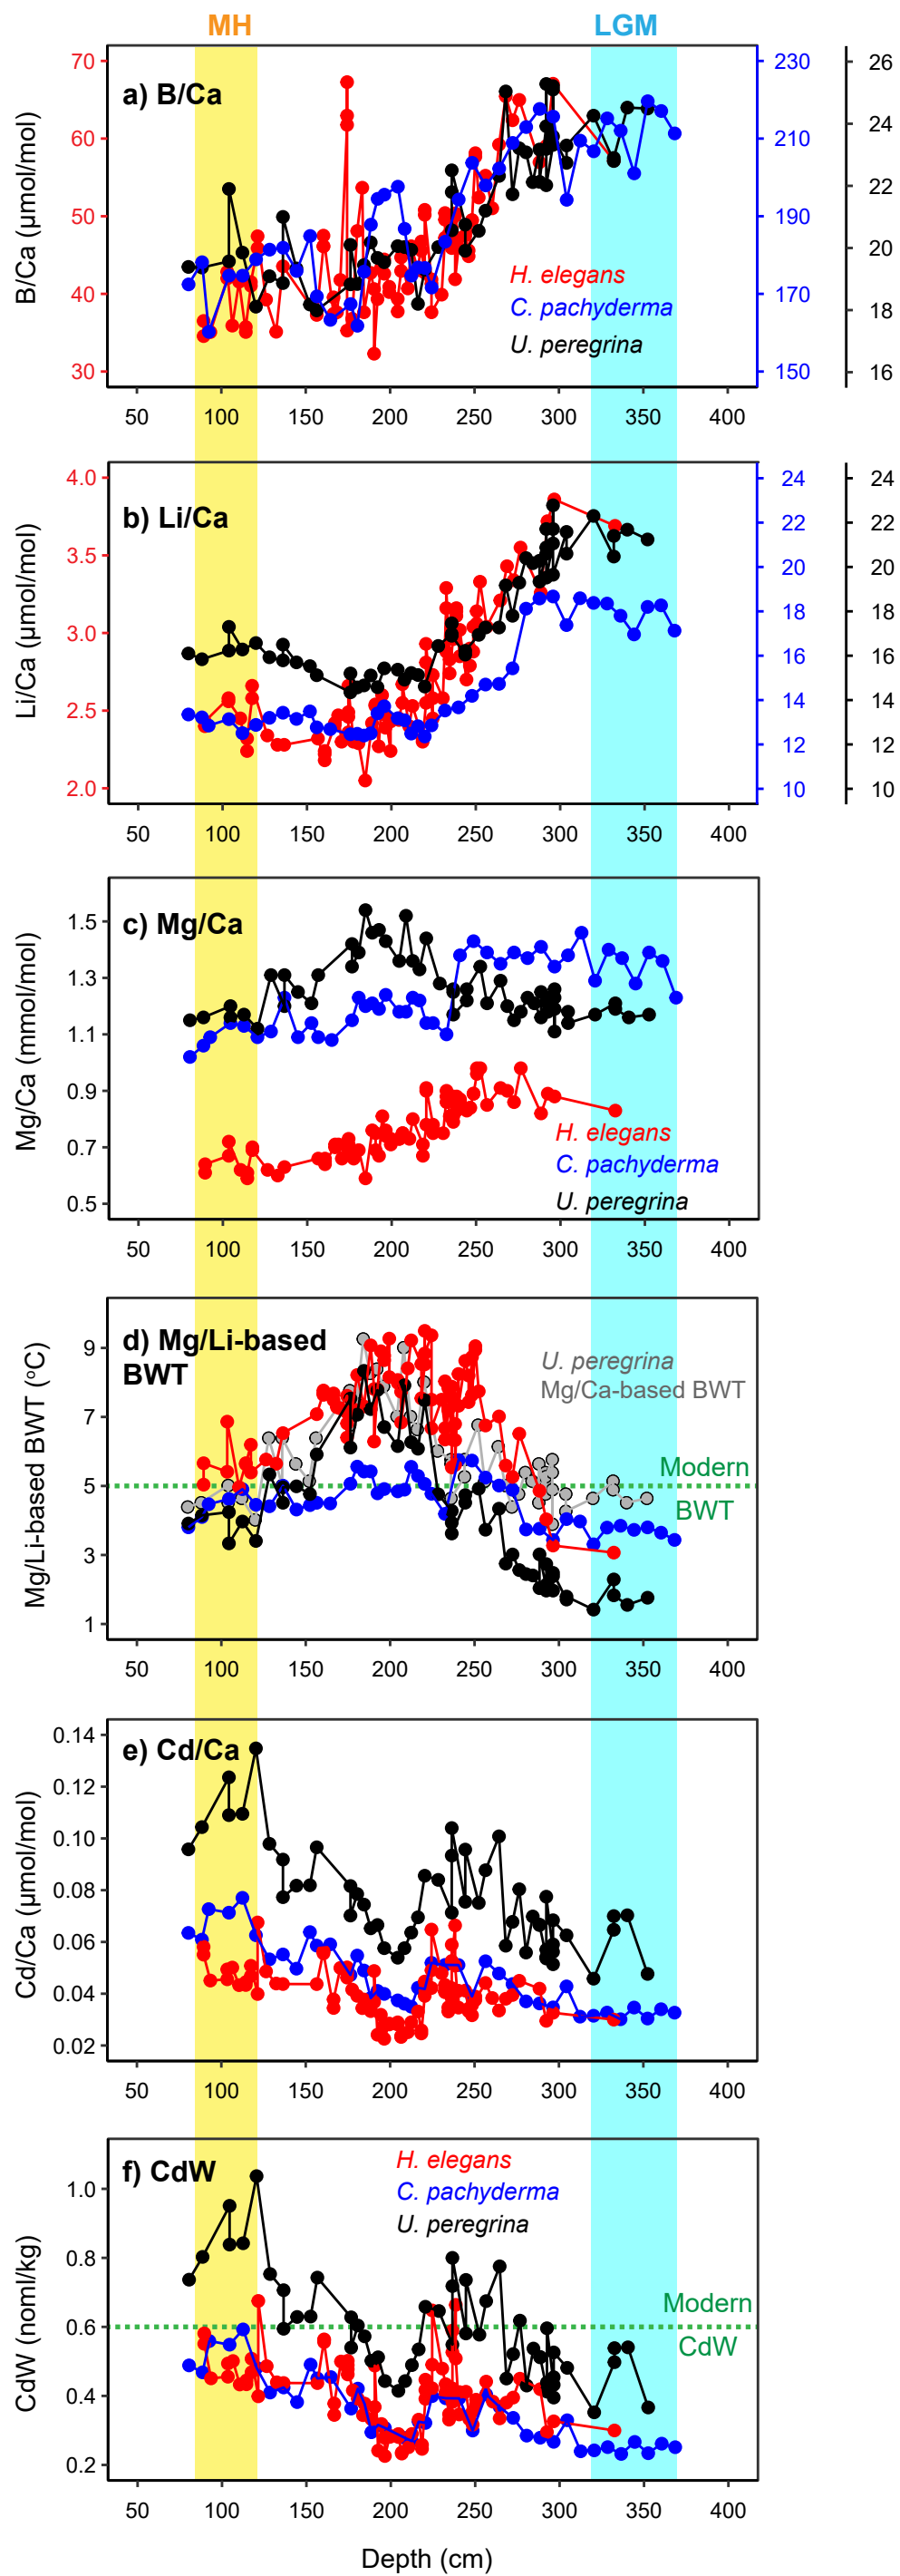 MH LGM
a) B/Ca
B/Ca (µmol/mol)
70
60
50
40
30
230
210
190
170
150
26
24
22
20
18
16
H. elegans
C. pachyderma
U. peregrina
50 100 150 200 250 300 350 400
b) Li/Ca
Li/Ca (µmol/mol)
4.0
3.5
3.0
2.5
2.0
24
22
20
18
16
14
12
10
24
22
20
18
16
14
12
10
50 100 150 200 250 300 350 400
c) Mg/Ca
Mg/Ca (mmol/mol)
1.5
1.3
1.1
0.9
0.7
0.5
H. elegans
C. pachyderma
U. peregrina
50 100 150 200 250 300 350 400
d) Mg/Li-based
BWT
Mg/Li-based BWT (ºC)
9
7
5
3
1
U. peregrina
Mg/Ca-based BWT
Modern
BWT
50 100 150 200 250 300 350 400
e) Cd/Ca
Cd/Ca (µmol/mol)
0.14
0.12
0.10
0.08
0.06
0.04
0.02
50 100 150 200 250 300 350 400
f) CdW
CdW (noml/kg)
1.0
0.8
0.6
0.4
0.2
H. elegans
C. pachyderma
U. peregrina
Modern
CdW
50 100 150 200 250 300 350 400
Depth (cm)